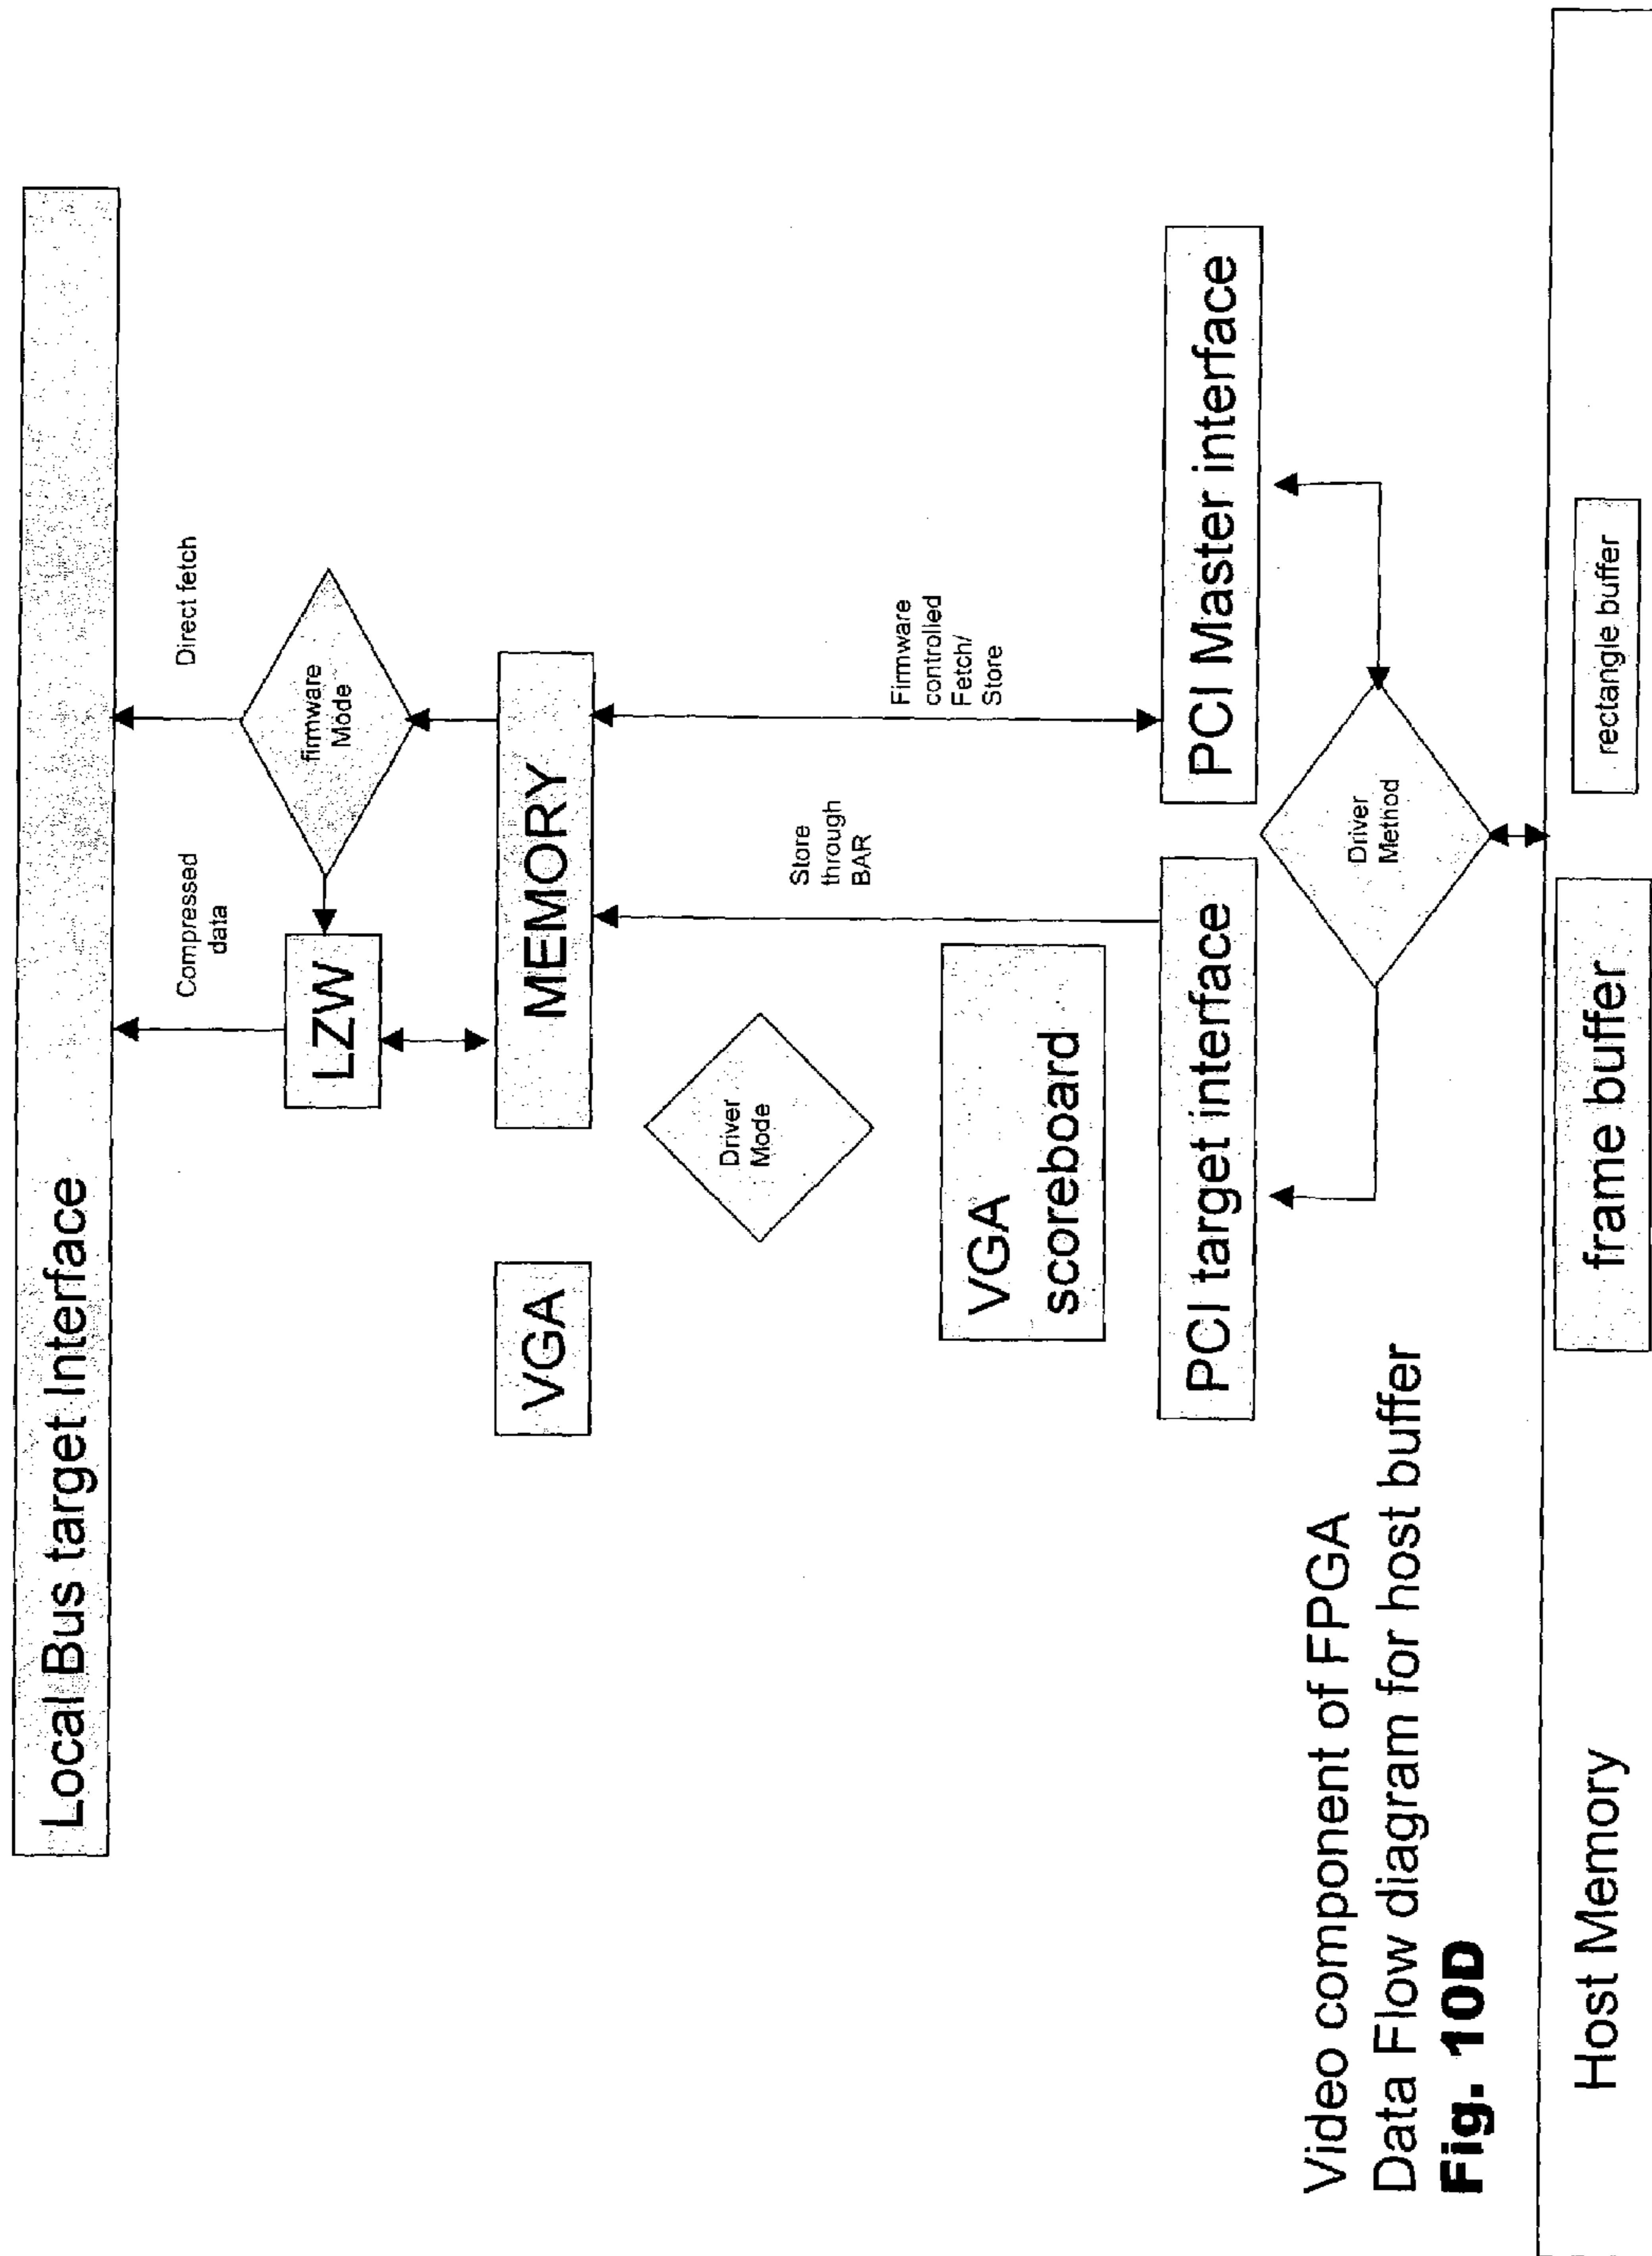 Local Bus target Interface
Compressed
data
Direct fetch
firmware
Mode
LZW
VGA
MEMORY
Driver
Mode
Store
through
BAR
Firmware
controlled
Fetch/
Store
VGA
scoreboard
PCI target interface
PCI Master interface
Driver
Method
Video component of FPGA
Data Flow diagram for host buffer
Fig. 10D
Host Memory
frame buffer
rectangle buffer